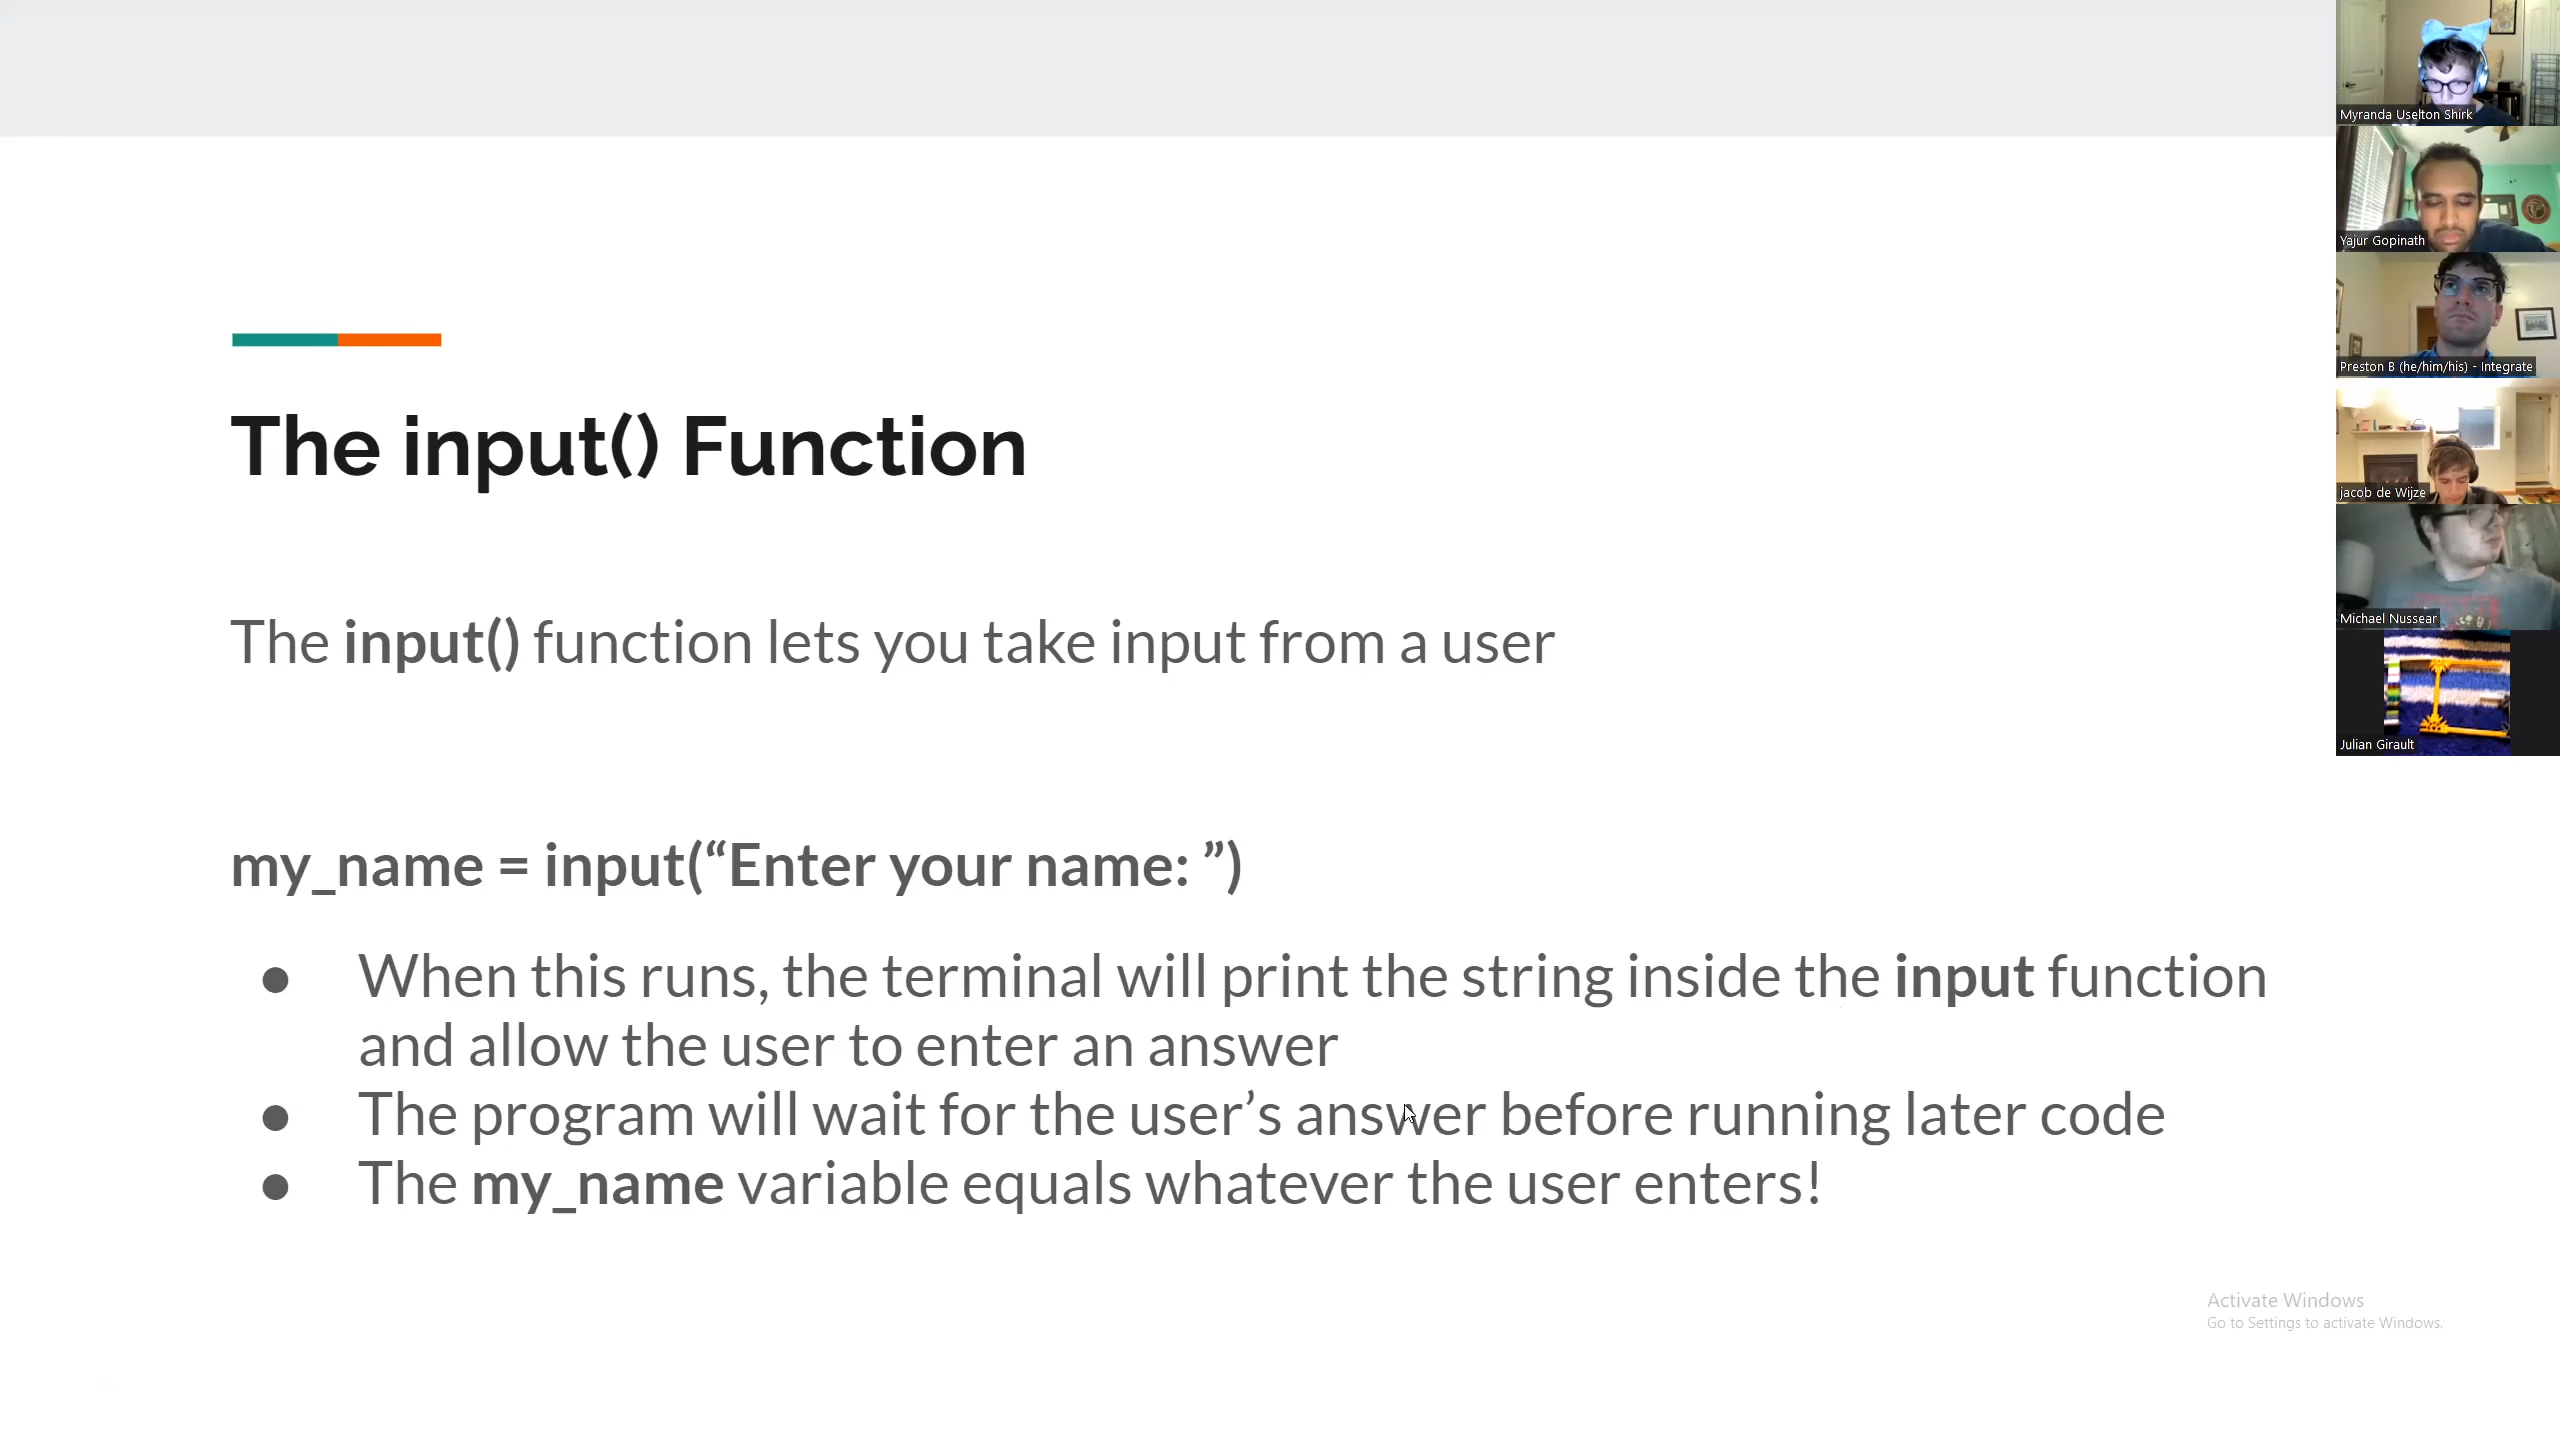 The input() Function
The input() function lets you take input from a user
my_name = input(“Enter your name: ”)
● When this runs, the terminal will print the string inside the input function
and allow the user to enter an answer
● The program will wait for the user’s answer before running later code
● The my_name variable equals whatever the user enters!
Myranda Uselton Shirk
Yajur Gopinath
Preston B (he/him/his) - Integrate
jacob de Wijze
Michael Nussear
Julian Girault
Activate Windows
Go to Settings to activate Windows.